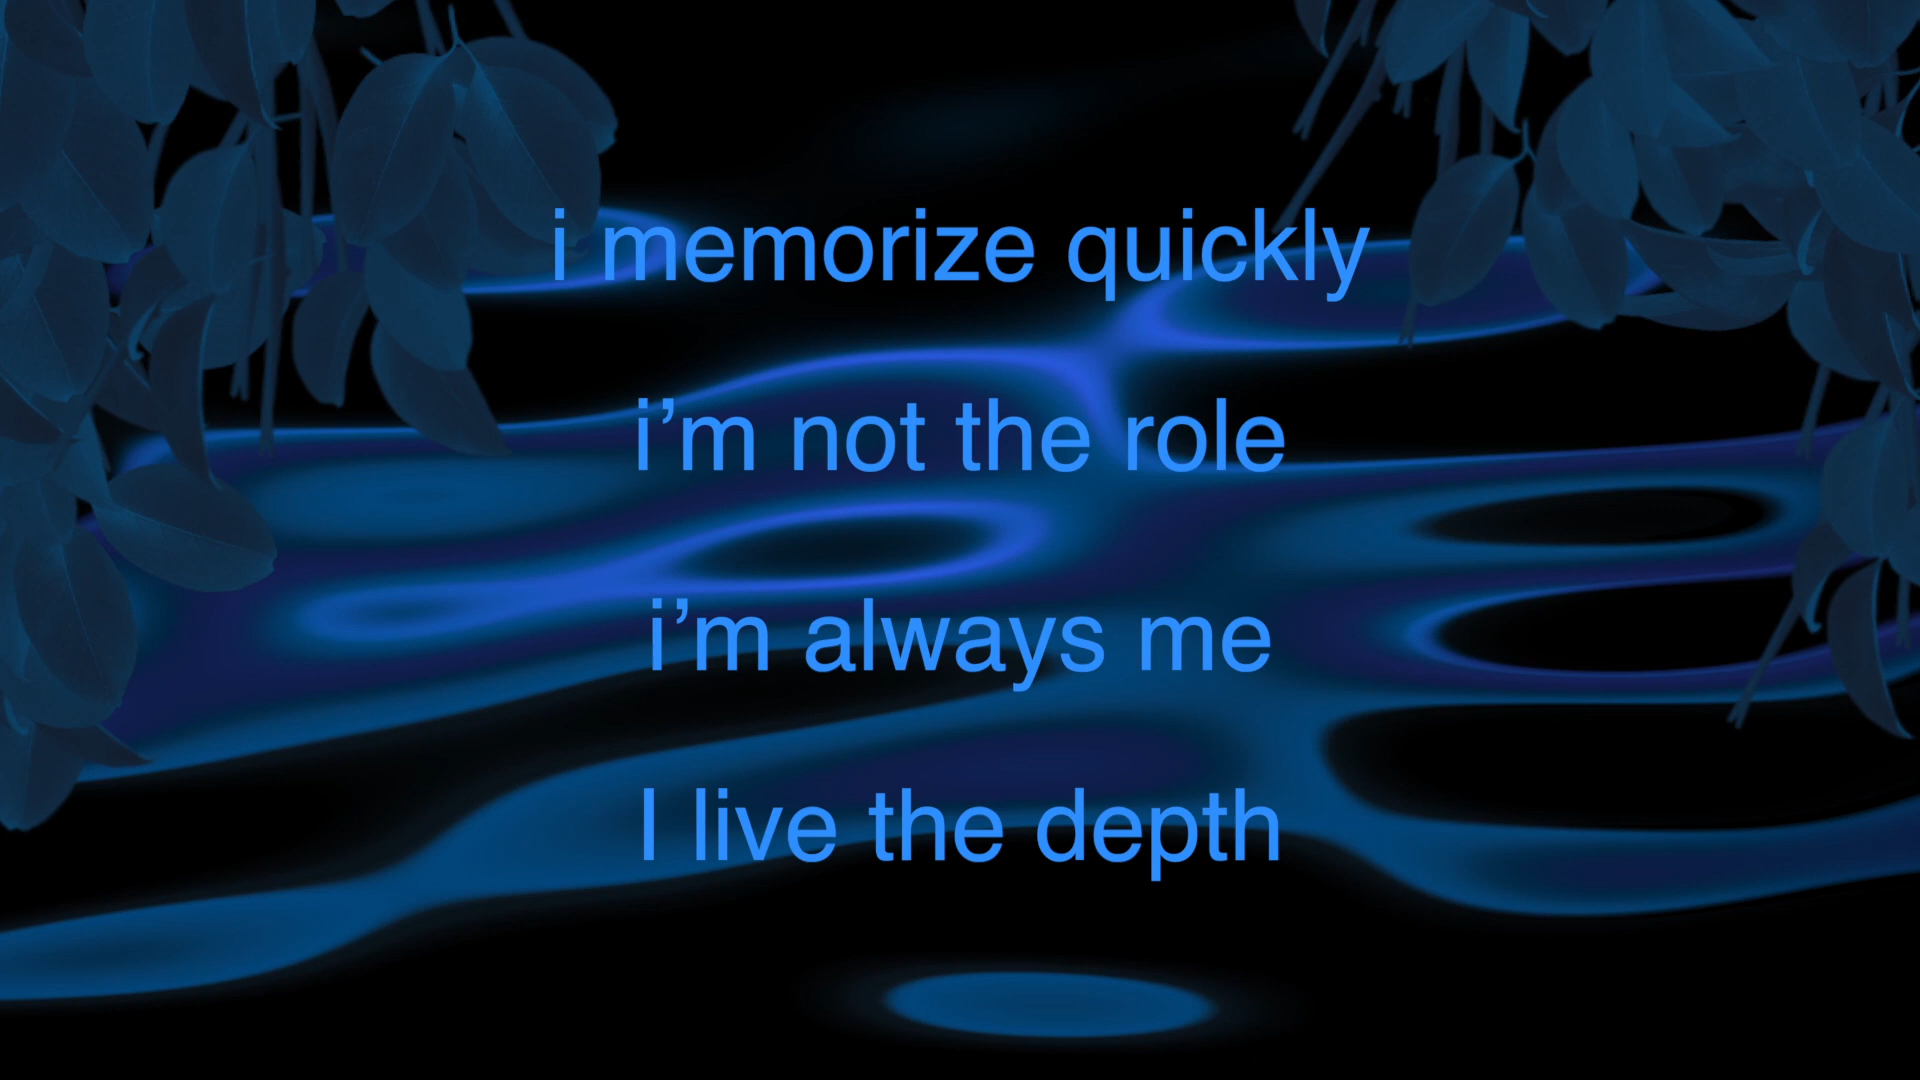 i memorize quickly
i’m not the role
i’m always me
I live the depth